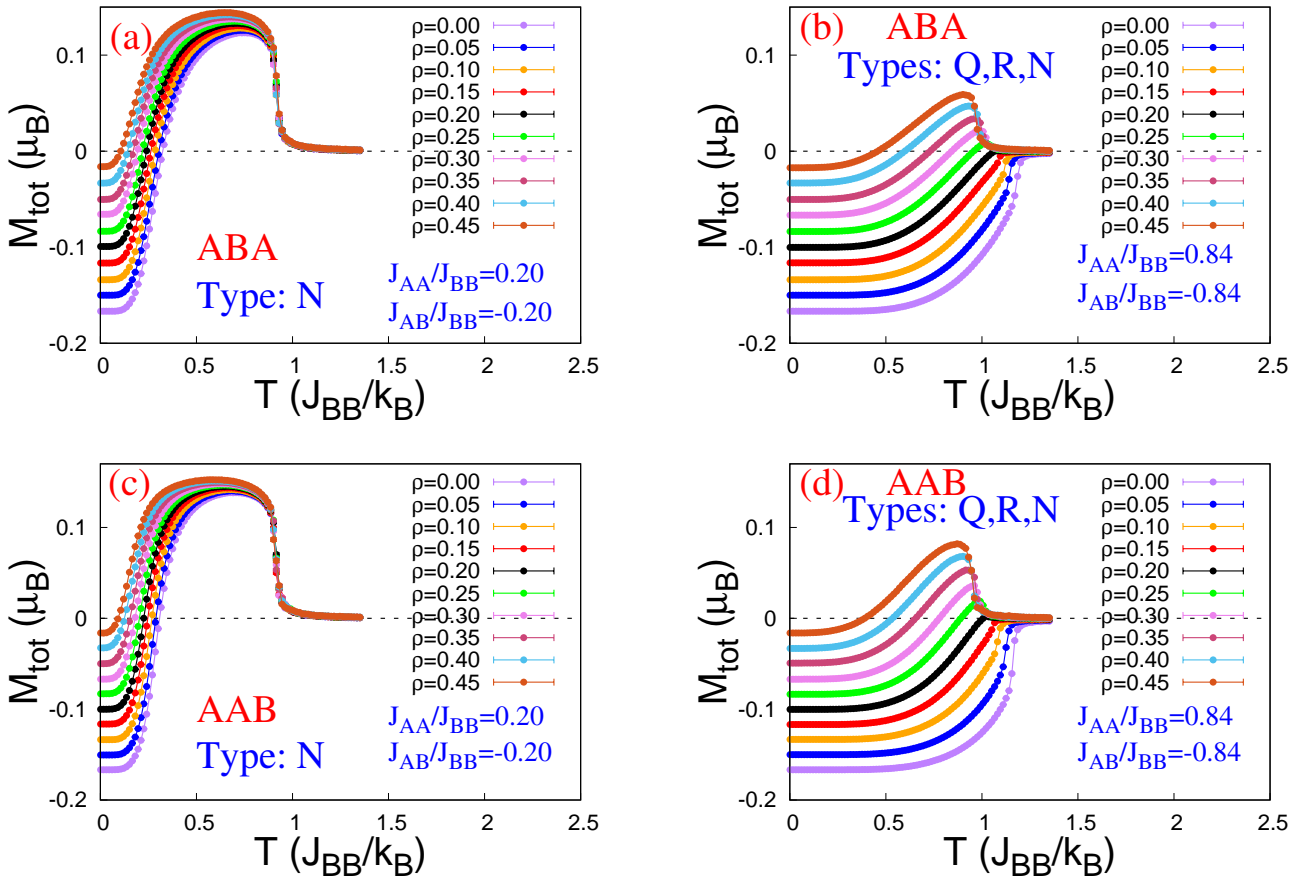 (a)
ρ=0.00
ρ=0.05
ρ=0.10
ρ=0.15
ρ=0.20
ρ=0.25
ρ=0.30
ρ=0.35
ρ=0.40
ρ=0.45
ABA
Type: N
J_AA/J_BB=0.20
J_AB/J_BB=-0.20
M_tot (μ_B)
0.1
0
-0.1
-0.2
0 0.5 1 1.5 2 2.5
T (J_BB/k_B)
(b) ABA
Types: Q,R,N
ρ=0.00
ρ=0.05
ρ=0.10
ρ=0.15
ρ=0.20
ρ=0.25
ρ=0.30
ρ=0.35
ρ=0.40
ρ=0.45
J_AA/J_BB=0.84
J_AB/J_BB=-0.84
M_tot (μ_B)
0.1
0
-0.1
-0.2
0 0.5 1 1.5 2 2.5
T (J_BB/k_B)
(c)
ρ=0.00
ρ=0.05
ρ=0.10
ρ=0.15
ρ=0.20
ρ=0.25
ρ=0.30
ρ=0.35
ρ=0.40
ρ=0.45
AAB
Type: N
J_AA/J_BB=0.20
J_AB/J_BB=-0.20
M_tot (μ_B)
0.1
0
-0.1
-0.2
0 0.5 1 1.5 2 2.5
T (J_BB/k_B)
(d) AAB
Types: Q,R,N
ρ=0.00
ρ=0.05
ρ=0.10
ρ=0.15
ρ=0.20
ρ=0.25
ρ=0.30
ρ=0.35
ρ=0.40
ρ=0.45
J_AA/J_BB=0.84
J_AB/J_BB=-0.84
M_tot (μ_B)
0.1
0
-0.1
-0.2
0 0.5 1 1.5 2 2.5
T (J_BB/k_B)